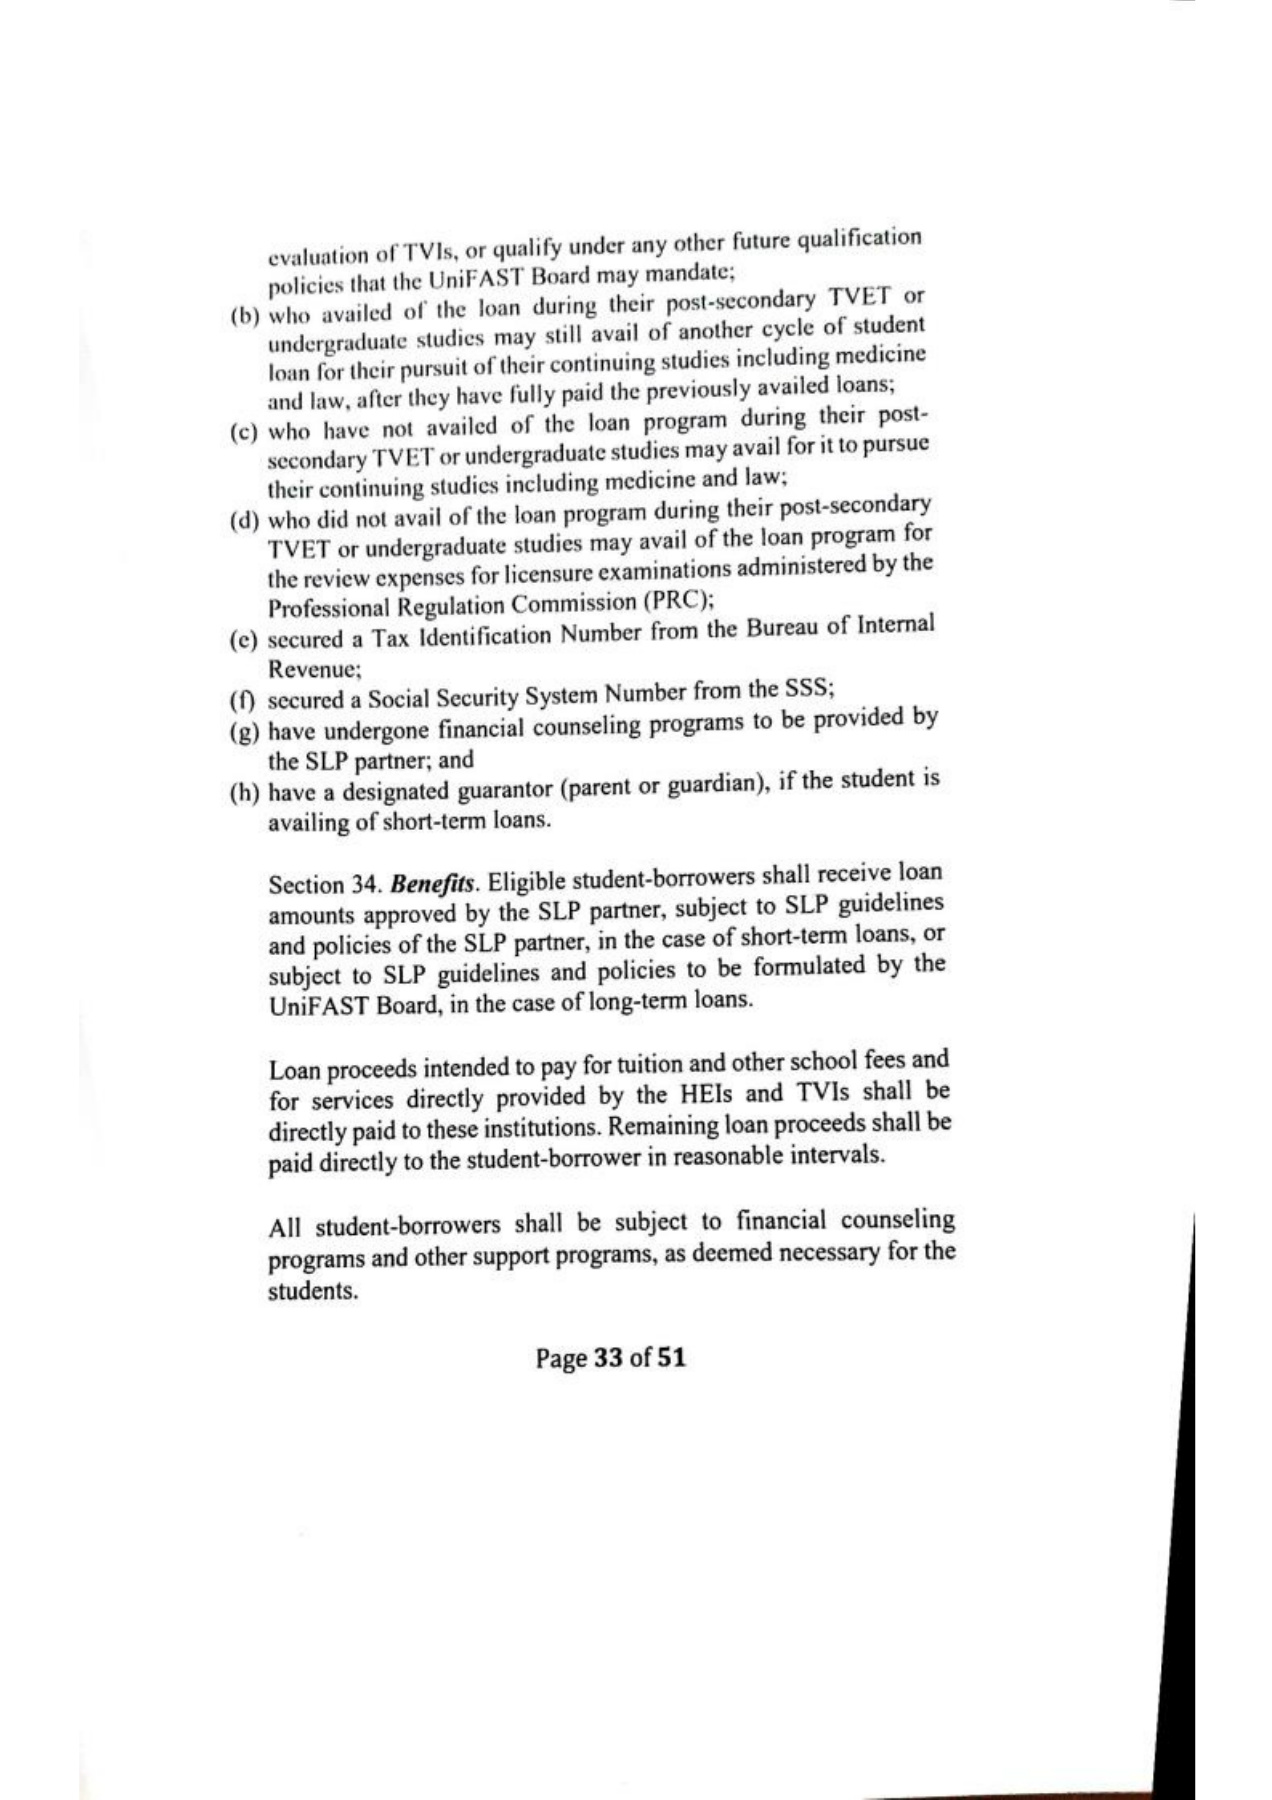 evaluation of TVIs, or qualify under any other future qualification
policies that the UniFAST Board may mandate;
(b) who availed of the loan during their post-secondary TVET or
undergraduate studies may still avail of another cycle of student
loan for their pursuit of their continuing studies including medicine
and law, after they have fully paid the previously availed loans;
(c) who have not availed of the loan program during their post-
secondary TVET or undergraduate studies may avail for it to pursue
their continuing studies including medicine and law;
(d) who did not avail of the loan program during their post-secondary
TVET or undergraduate studies may avail of the loan program for
the review expenses for licensure examinations administered by the
Professional Regulation Commission (PRC);
(e) secured a Tax Identification Number from the Bureau of Internal
Revenue;
(f) secured a Social Security System Number from the SSS;
(g) have undergone financial counseling programs to be provided by
the SLP partner; and
(h) have a designated guarantor (parent or guardian), if the student is
availing of short-term loans.
Section 34. Benefits. Eligible student-borrowers shall receive loan
amounts approved by the SLP partner, subject to SLP guidelines
and policies of the SLP partner, in the case of short-term loans, or
subject to SLP guidelines and policies to be formulated by the
UniFAST Board, in the case of long-term loans.
Loan proceeds intended to pay for tuition and other school fees and
for services directly provided by the HEIs and TVIs shall be
directly paid to these institutions. Remaining loan proceeds shall be
paid directly to the student-borrower in reasonable intervals.
All student-borrowers shall be subject to financial counseling
programs and other support programs, as deemed necessary for the
students.
Page 33 of 51